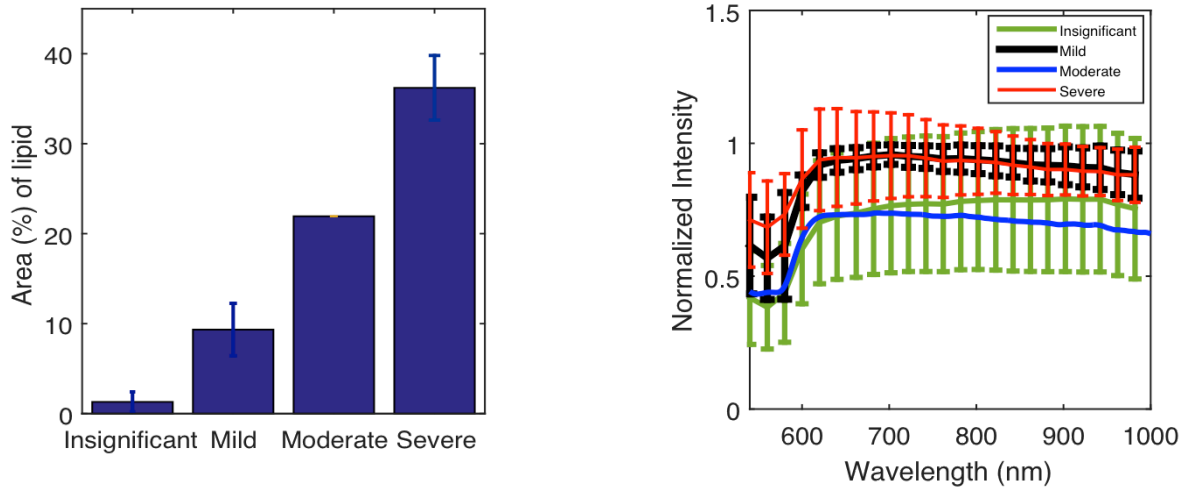 Area (%) of lipid
40
30
20
10
0
Insignificant Mild Moderate Severe
Normalized Intensity
1.5
1
0.5
0
Insignificant
Mild
Moderate
Severe
600 700 800 900 1000
Wavelength (nm)